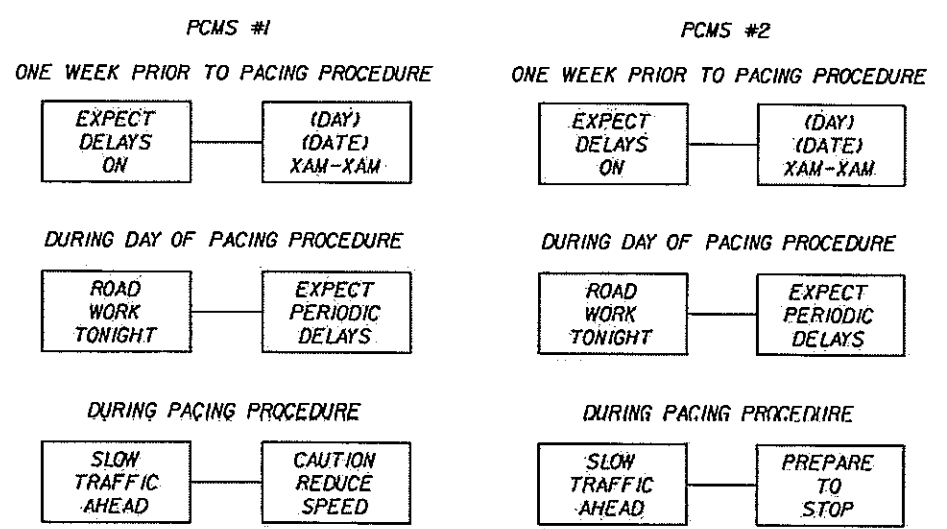 PCMS #1
ONE WEEK PRIOR TO PACING PROCEDURE
EXPECT
DELAYS
ON
(DAY)
(DATE)
XAM-XAM
DURING DAY OF PACING PROCEDURE
ROAD
WORK
TONIGHT
EXPECT
PERIODIC
DELAYS
DURING PACING PROCEDURE
SLOW
TRAFFIC
AHEAD
CAUTION
REDUCE
SPEED
PCMS #2
ONE WEEK PRIOR TO PACING PROCEDURE
EXPECT
DELAYS
ON
(DAY)
(DATE)
XAM-XAM
DURING DAY OF PACING PROCEDURE
ROAD
WORK
TONIGHT
EXPECT
PERIODIC
DELAYS
DURING PACING PROCEDURE
SLOW
TRAFFIC
AHEAD
PREPARE
TO
STOP